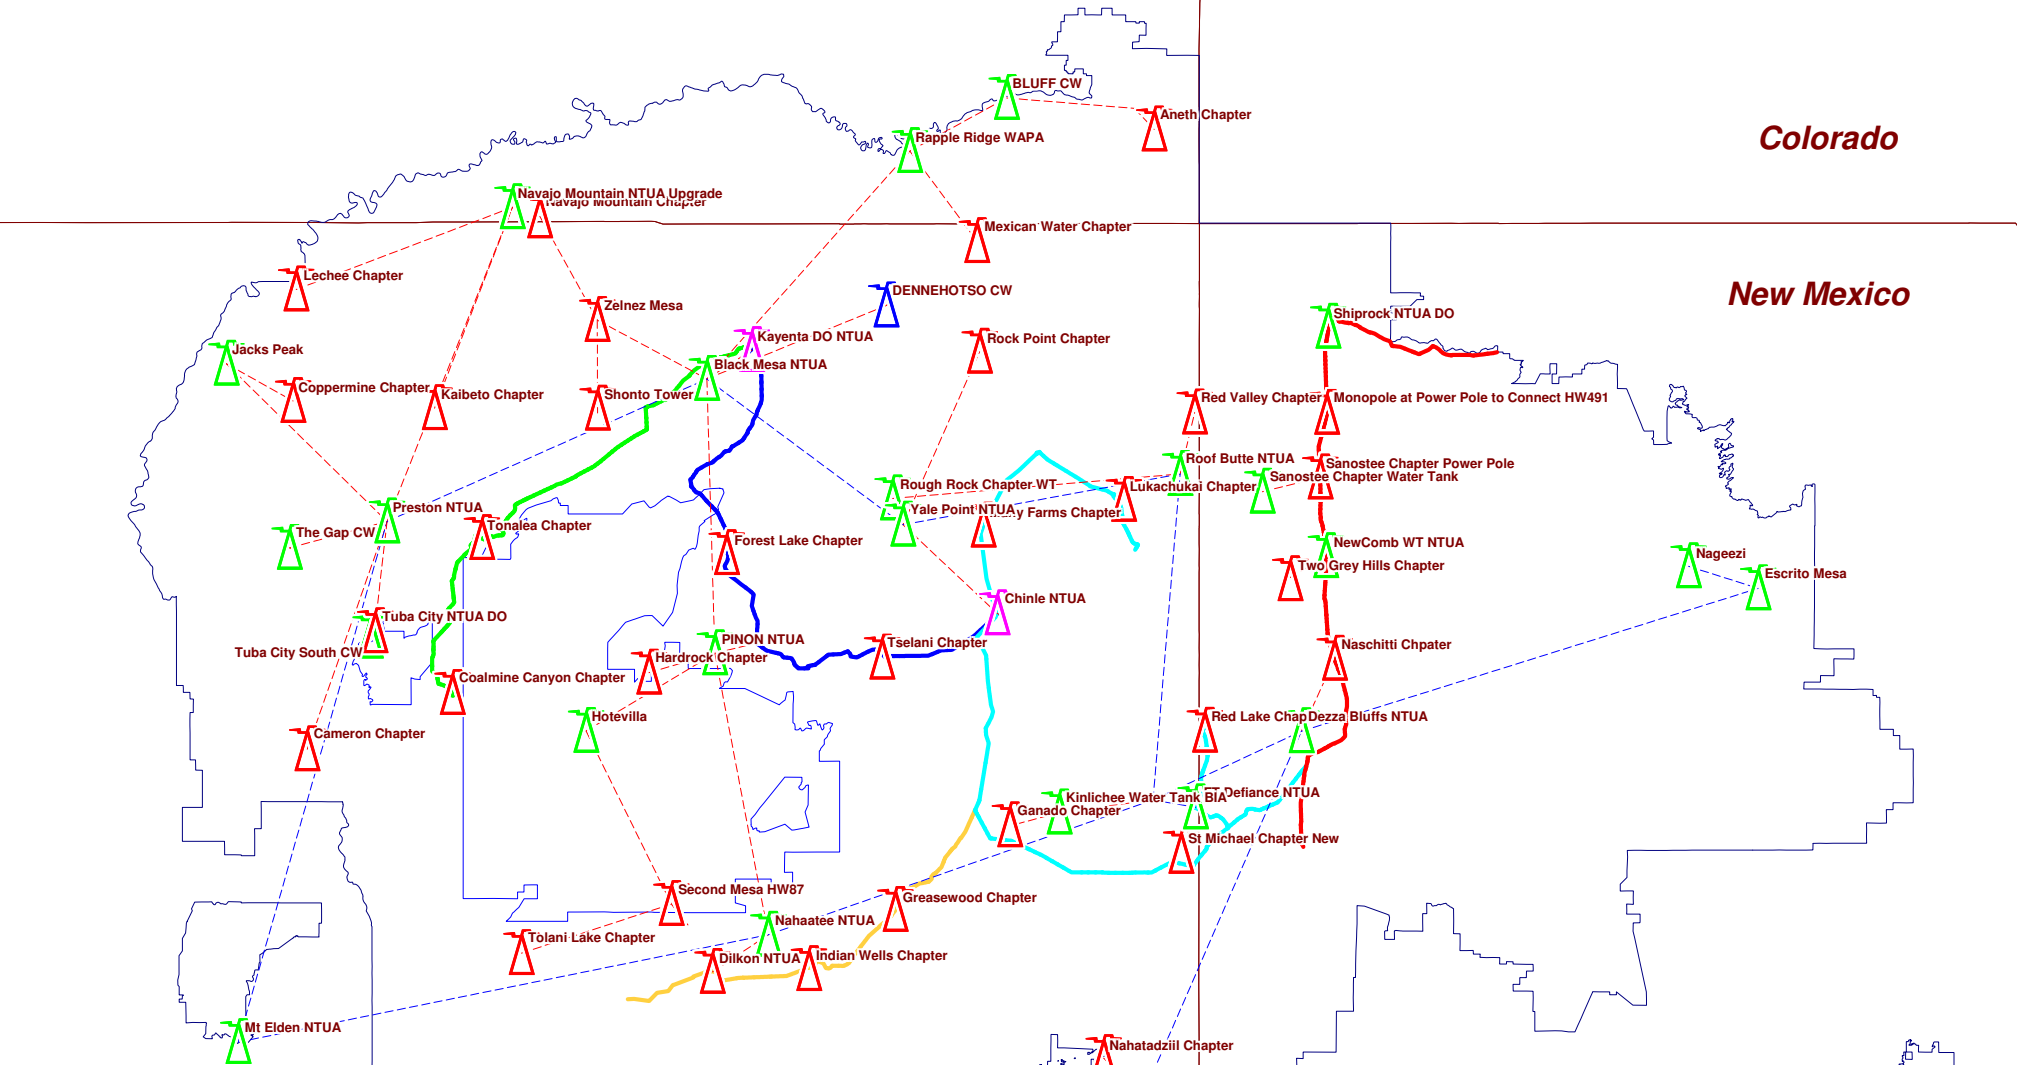 BLUFF CW
Aneth Chapter
Colorado
Rapple Ridge WAPA
Navajo Mountain NTUA Upgrade
Navajo Mountain Chapter
Mexican Water Chapter
Lechee Chapter
DENNEHOTSO CW
New Mexico
Zelnez Mesa
Shiprock NTUA DO
Kayenta DO NTUA
Rock Point Chapter
Jacks Peak
Black Mesa NTUA
Coppermine Chapter
Kaibeto Chapter
Shonto Tower
Red Valley Chapter
Monopole at Power Pole to Connect HW491
Roof Butte NTUA
Sanostee Chapter Power Pole
Sanostee Chapter Water Tank
Rough Rock Chapter WT
Lukachukai Chapter
Preston NTUA
Yale Point NTUA
Farms Chapter
Tonalea Chapter
The Gap CW
Forest Lake Chapter
NewComb WT NTUA
Nageezi
Two Grey Hills Chapter
Escrito Mesa
Chinle NTUA
Tuba City NTUA DO
PINON NTUA
Tselani Chapter
Naschitti Chpater
Tuba City South CW
Hardrock Chapter
Coalmine Canyon Chapter
Hotevilla
Red Lake Chap
Dezza Bluffs NTUA
Cameron Chapter
Kinlichee Water Tank BIA
Defiance NTUA
Ganado Chapter
St Michael Chapter New
Second Mesa HW87
Greasewood Chapter
Nahaatee NTUA
Tolani Lake Chapter
Dilkon NTUA
Indian Wells Chapter
Mt Elden NTUA
Nahatadziil Chapter